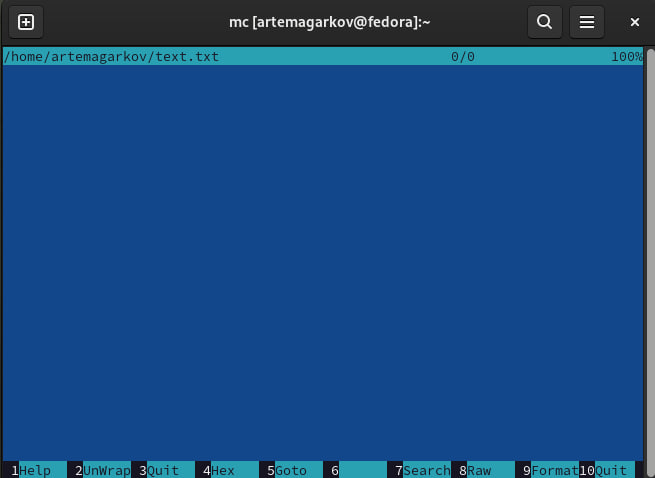 mc [artemagarkov@fedora]:~
/home/artemagarkov/text.txt 0/0 100%
1Help 2UnWrap 3Quit 4Hex 5Goto 6 7Search 8Raw 9Format 10Quit